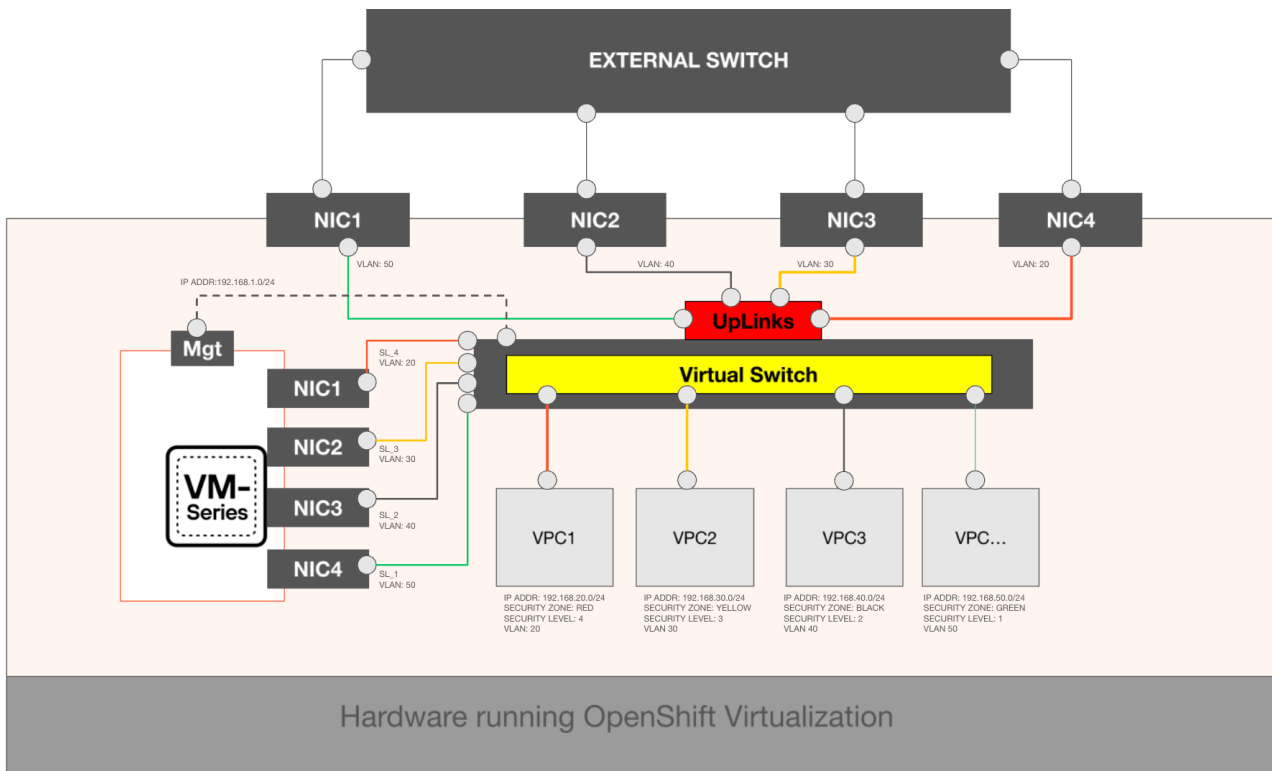 EXTERNAL SWITCH
NIC1
NIC2
NIC3
NIC4
VLAN: 50
VLAN: 40
VLAN: 30
VLAN: 20
IP ADDR:192.168.1.0/24
UpLinks
Mgt
Virtual Switch
SL_4
VLAN: 20
NIC1
SL_3
VLAN: 30
NIC2
SL_2
VLAN: 40
NIC3
SL_1
VLAN: 50
NIC4
VM-
Series
VPC1
VPC2
VPC3
VPC...
IP ADDR: 192.168.20.0/24
SECURITY ZONE: RED
SECURITY LEVEL: 4
VLAN: 20
IP ADDR: 192.168.30.0/24
SECURITY ZONE: YELLOW
SECURITY LEVEL: 3
VLAN 30
IP ADDR: 192.168.40.0/24
SECURITY ZONE: BLACK
SECURITY LEVEL: 2
VLAN 40
IP ADDR: 192.168.50.0/24
SECURITY ZONE: GREEN
SECURITY LEVEL: 1
VLAN 50
Hardware running OpenShift Virtualization